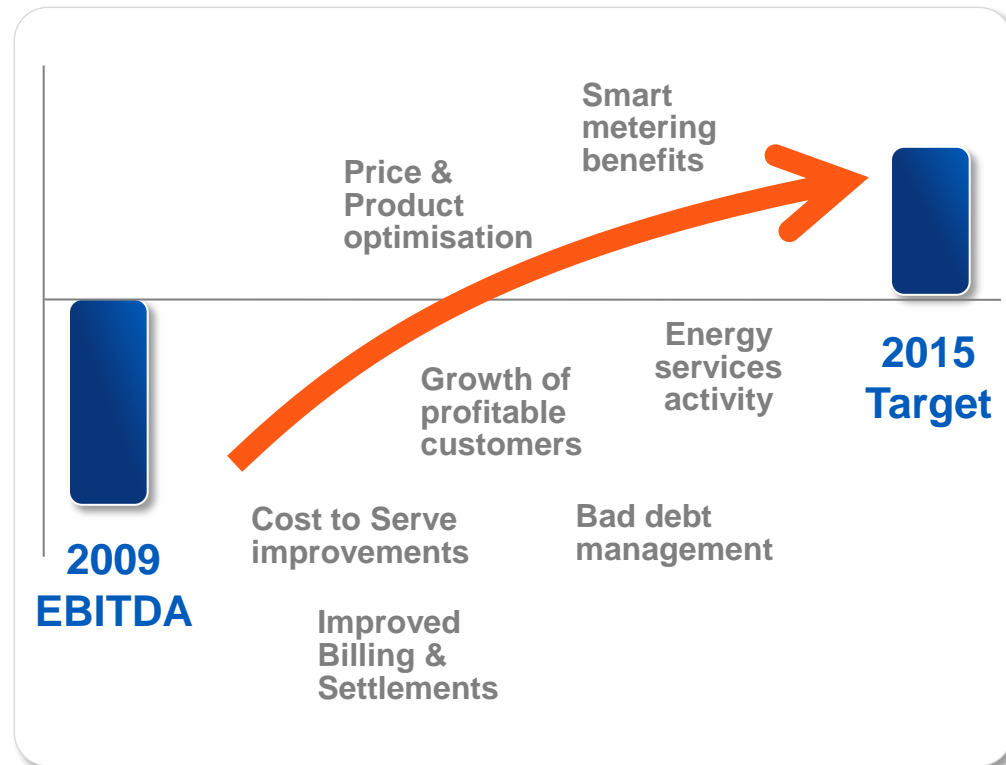 Smart
metering
benefits
Price &
Product
optimisation
Energy
services
activity
2015
Target
Growth of
profitable
customers
Cost to Serve
improvements
Bad debt
management
2009
EBITDA
Improved
Billing &
Settlements